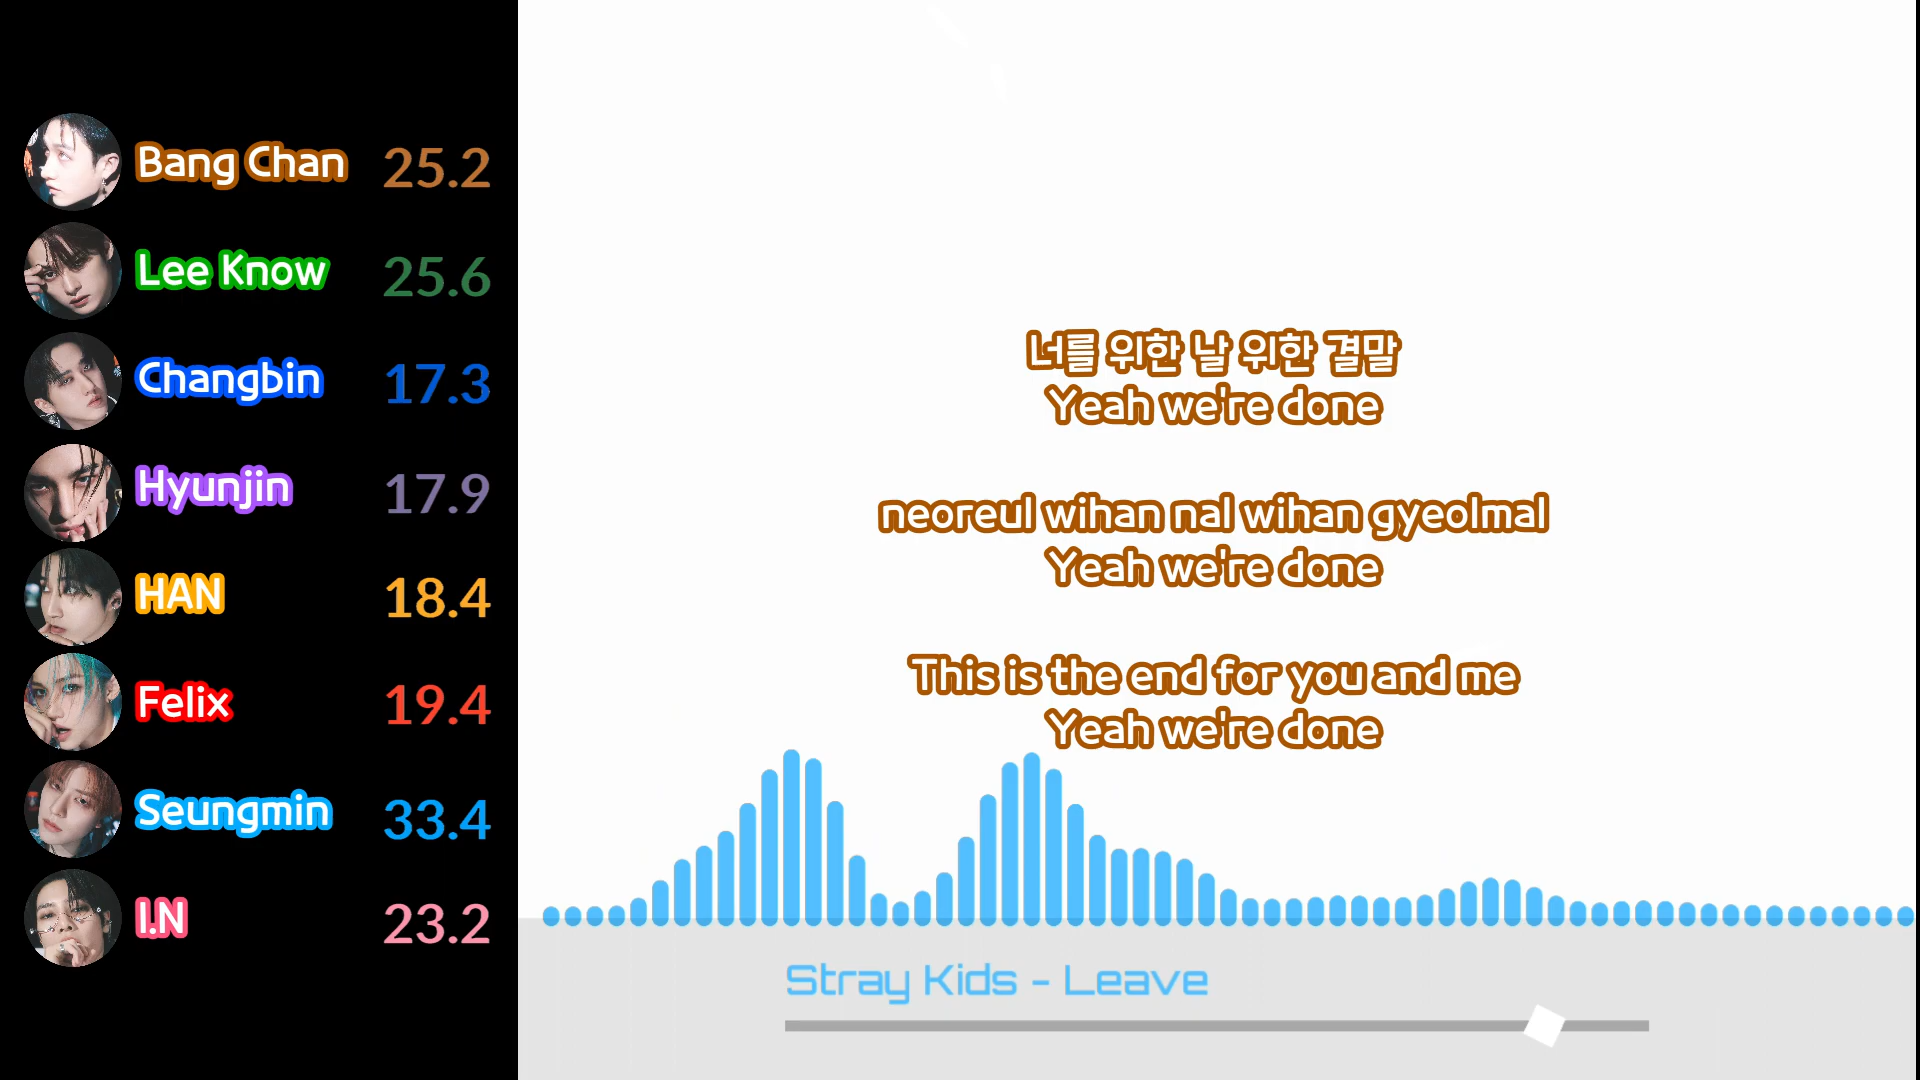 Bang Chan 25.2
Lee Know 25.6
Changbin 17.3
Hyunjin 17.9
HAN 18.4
Felix 19.4
Seungmin 33.4
I.N 23.2
너를 위한 날 위한 결말
Yeah we're done
neoreul wihan nal wihan gyeolmal
Yeah we're done
This is the end for you and me
Yeah we're done
Stray Kids - Leave